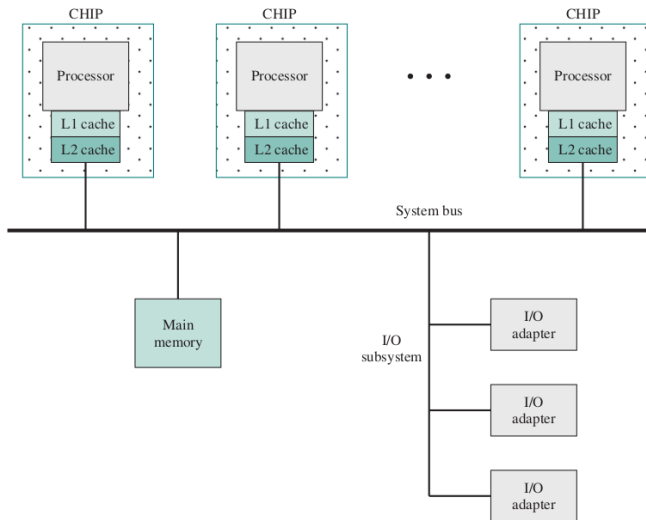 CHIP
CHIP
CHIP
Processor
Processor
Processor
L1 cache
L1 cache
L1 cache
L2 cache
L2 cache
L2 cache
System bus
Main
memory
I/O
subsystem
I/O
adapter
I/O
adapter
I/O
adapter